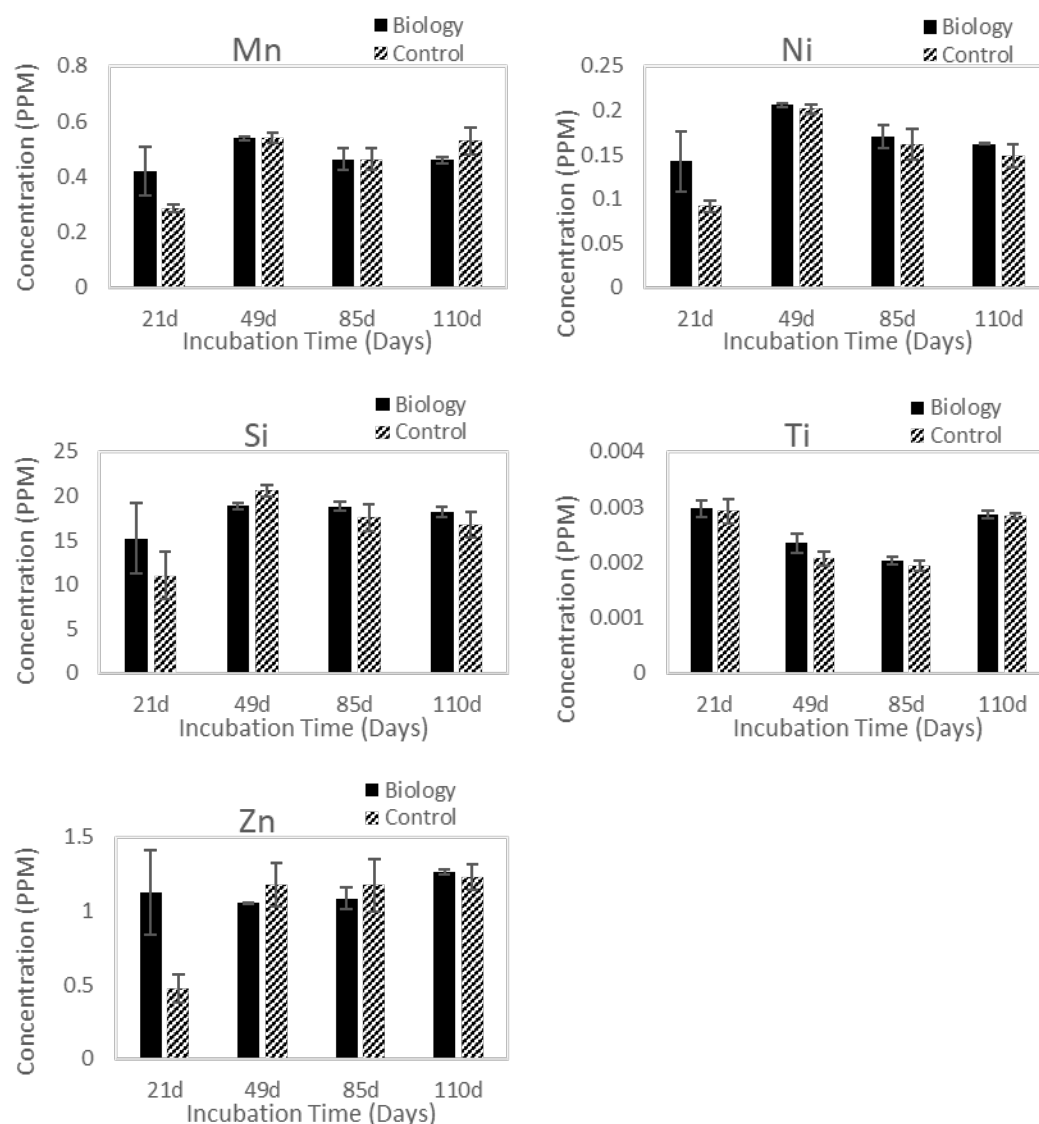 Biology
Control
Mn
0.8
0.6
0.4
0.2
0
Concentration (PPM)
21d 49d 85d 110d
Incubation Time (Days)
Biology
Control
Ni
0.25
0.2
0.15
0.1
0.05
0
Concentration (PPM)
21d 49d 85d 110d
Incubation Time (Days)
Biology
Control
Si
25
20
15
10
5
0
Concentration (PPM)
21d 49d 85d 110d
Incubation Time (Days)
Biology
Control
Ti
0.004
0.003
0.002
0.001
0
Concentration (PPM)
21d 49d 85d 110d
Incubation Time (Days)
Biology
Control
Zn
1.5
1
0.5
0
Concentration (PPM)
21d 49d 85d 110d
Incubation Time (Days)